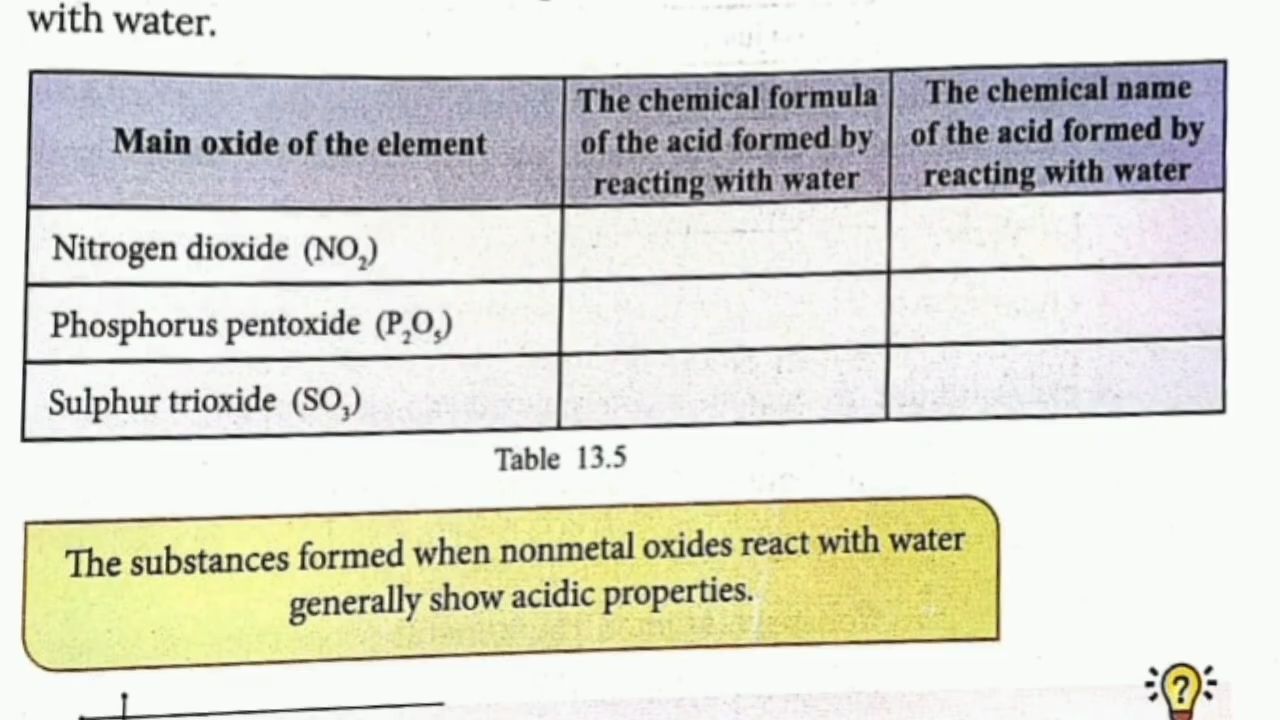 with water.
Main oxide of the element
The chemical formula
of the acid formed by
reacting with water
The chemical name
of the acid formed by
reacting with water
Nitrogen dioxide (NO₂)
Phosphorus pentoxide (P₂O₅)
Sulphur trioxide (SO₃)
Table 13.5
The substances formed when nonmetal oxides react with water
generally show acidic properties.
?